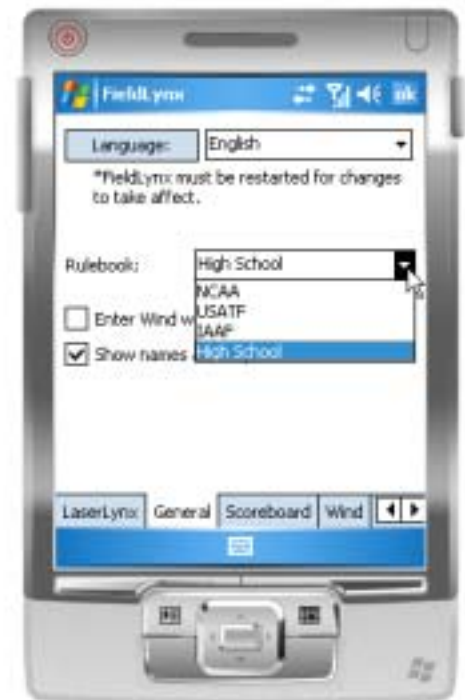 FieldLynx
ok
Language:
English
*FieldLynx must be restarted for changes
to take affect.
Rulebook:
High School
NCAA
USATF
IAAF
High School
Enter Wind w
Show names
LaserLynx
General
Scoreboard
Wind